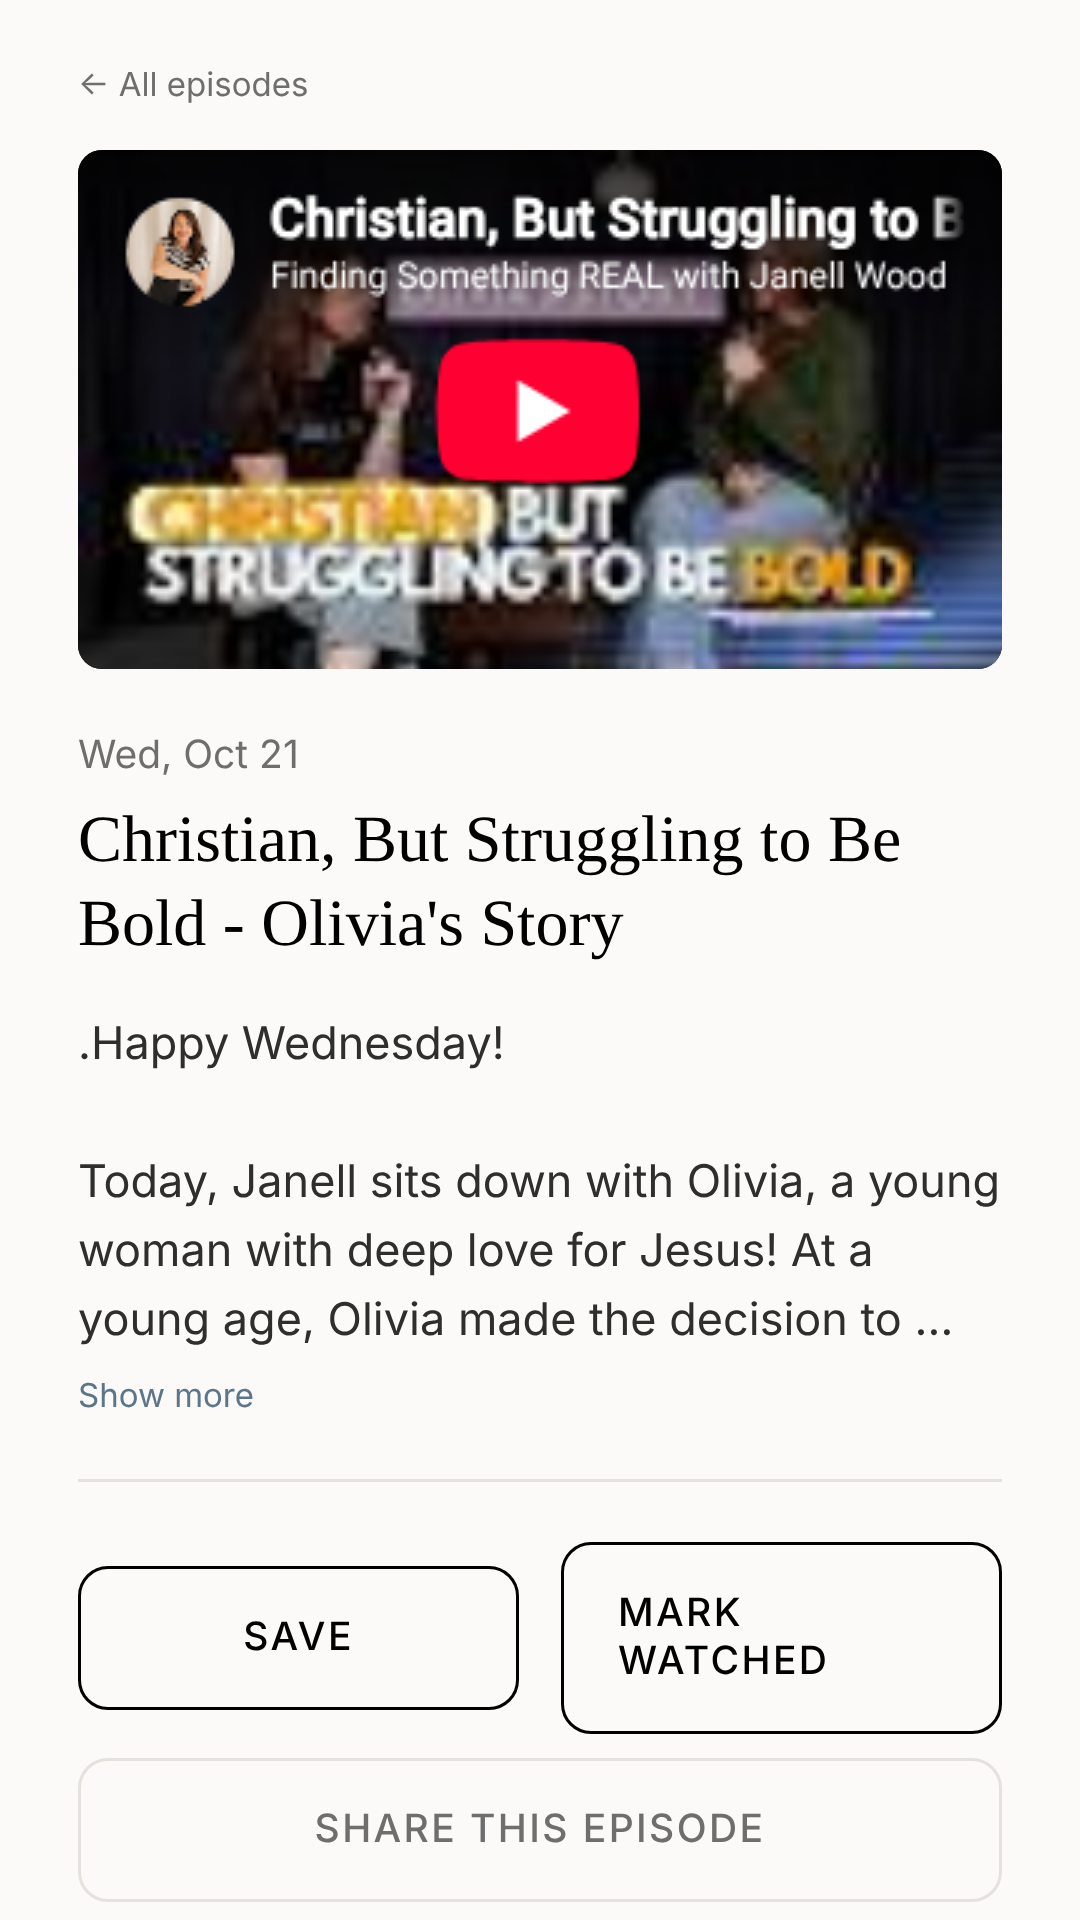 ← All episodes
Christian, But Struggling to B
Finding Something REAL with Janell Wood
CHRISTIAN BUT
STRUGGLING TO BE BOLD
Wed, Oct 21
Christian, But Struggling to Be
Bold - Olivia's Story
.Happy Wednesday!
Today, Janell sits down with Olivia, a young
woman with deep love for Jesus! At a
young age, Olivia made the decision to ...
Show more
SAVE
MARK
WATCHED
SHARE THIS EPISODE